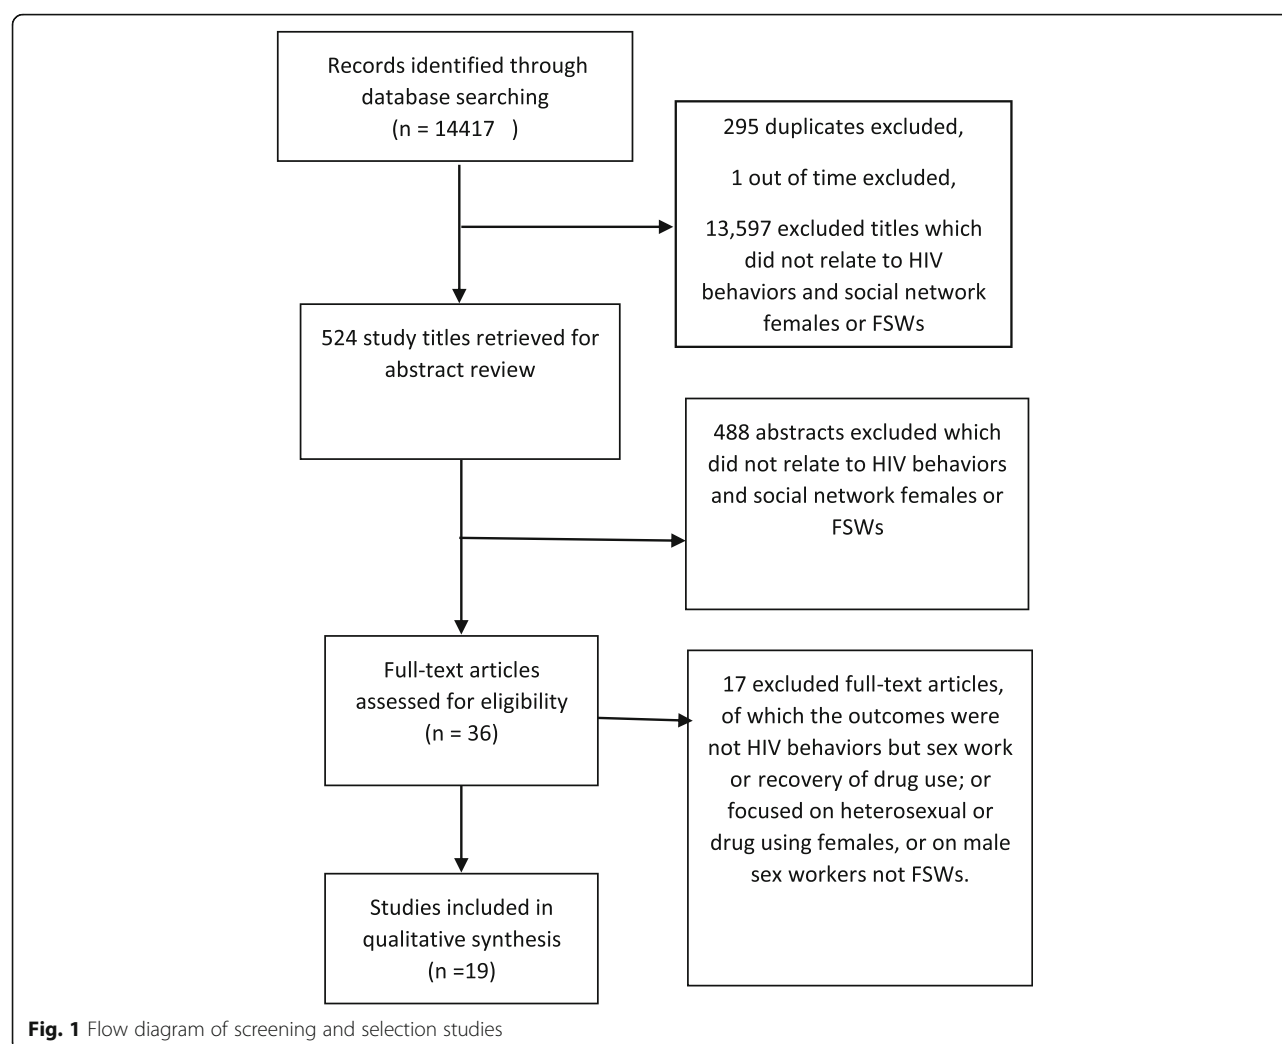 Records identified through
database searching
(n = 14417 )
295 duplicates excluded,
1 out of time excluded,
13,597 excluded titles which
did not relate to HIV
behaviors and social network
females or FSWs
524 study titles retrieved for
abstract review
488 abstracts excluded which
did not relate to HIV behaviors
and social network females or
FSWs
Full-text articles
assessed for eligibility
(n = 36)
17 excluded full-text articles,
of which the outcomes were
not HIV behaviors but sex work
or recovery of drug use; or
focused on heterosexual or
drug using females, or on male
sex workers not FSWs.
Studies included in
qualitative synthesis
(n =19)
Fig. 1 Flow diagram of screening and selection studies